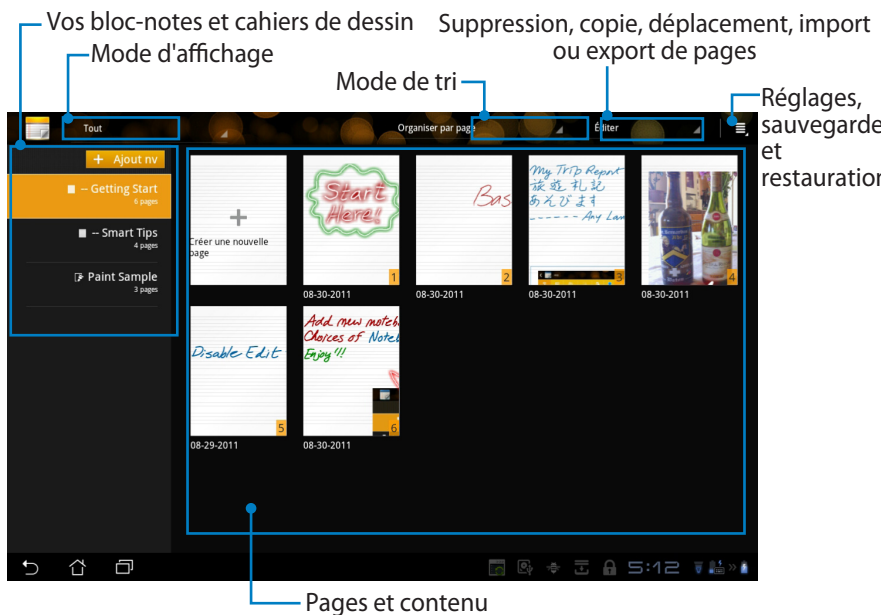 Vos bloc-notes et cahiers de dessin
Suppression, copie, déplacement, import
ou export de pages
Mode d'affichage
Mode de tri
Réglages,
sauvegarde
et
restauration
Tout
Organiser par page
Éditer
+ Ajout nv
-- Getting Start
6 pages
-- Smart Tips
4 pages
Paint Sample
3 pages
+
Créer une nouvelle
page
Start
Here!
1
08-30-2011
Bas
2
08-30-2011
My Trip Report
旅遊札記
あそびます
------ Any Lan
3
08-30-2011
4
08-30-2011
Disable Edit
5
08-29-2011
Add new noteb
Choices of Noteb
Enjoy !!!
6
08-30-2011
5:12
Pages et contenu